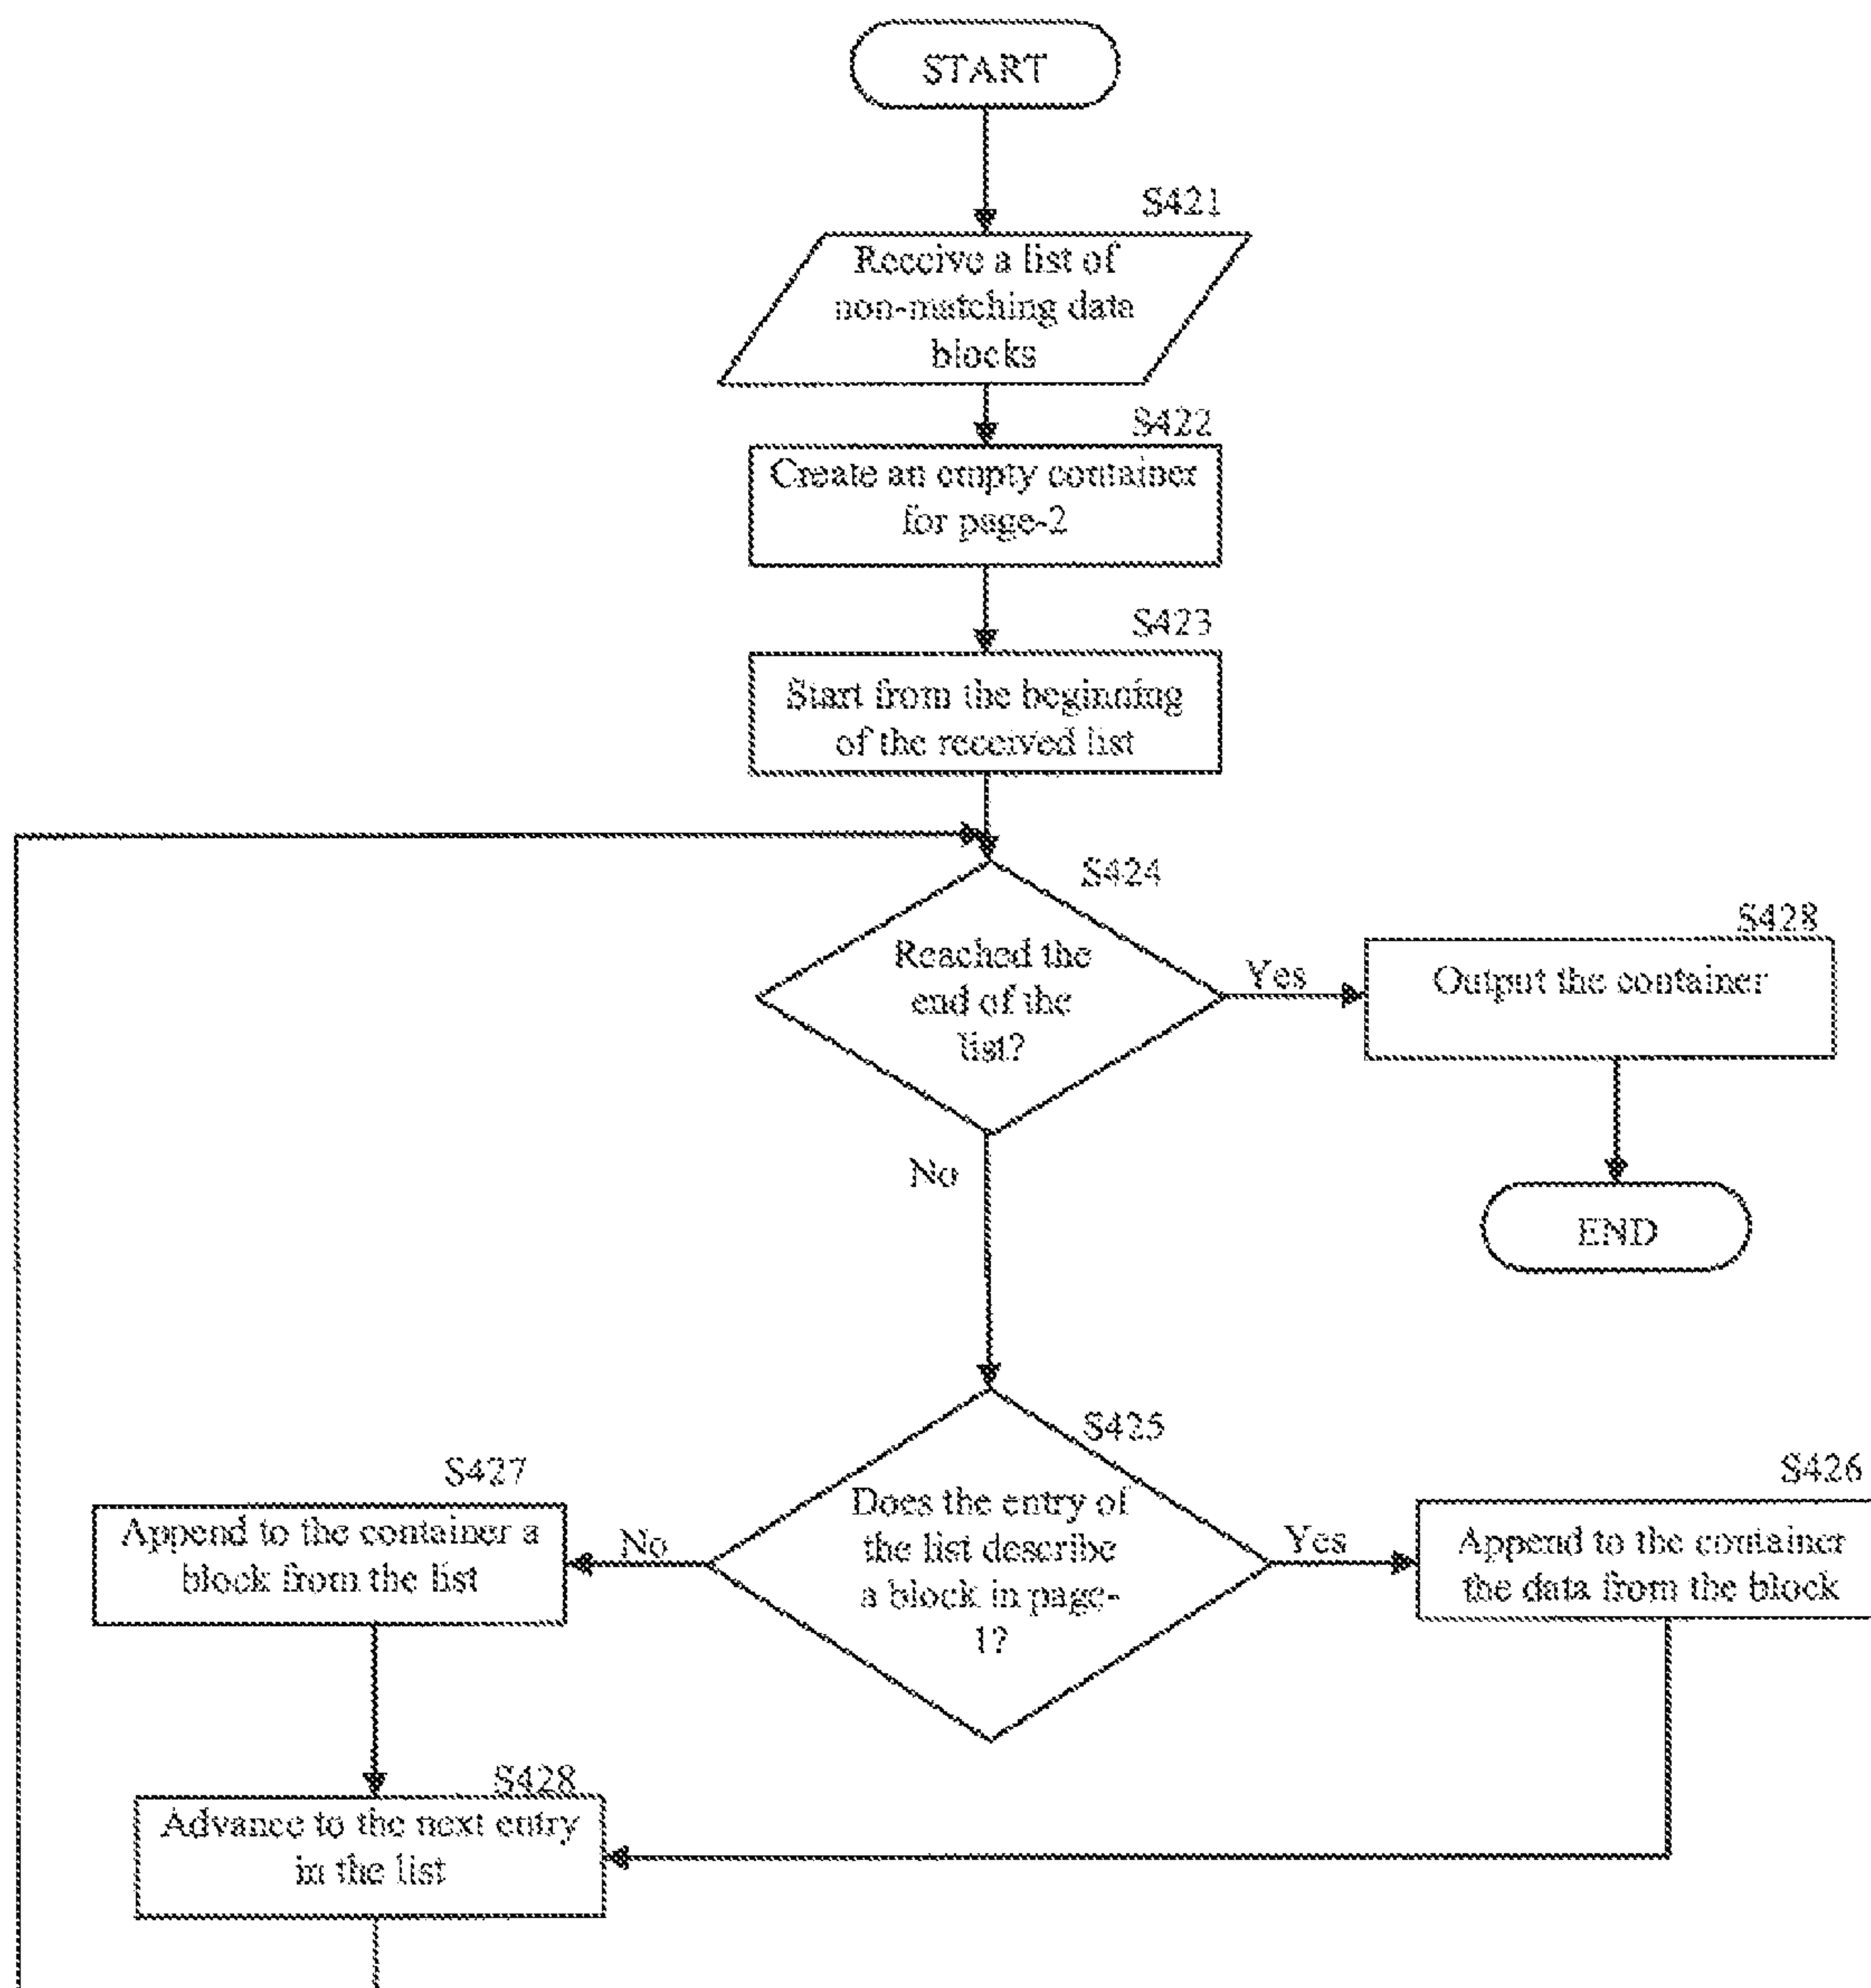 START
S421
Receive a list of
non-matching data
blocks
S422
Create an empty container
for page-2
S423
Start from the beginning
of the received list
S424
Reached the
end of the
list?
Yes
S428
Output the container
No
END
S425
Does the entry of
the list describe
a block in page-
1?
No
S427
Append to the container a
block from the list
Yes
S426
Append to the container
the data from the block
S428
Advance to the next entry
in the list